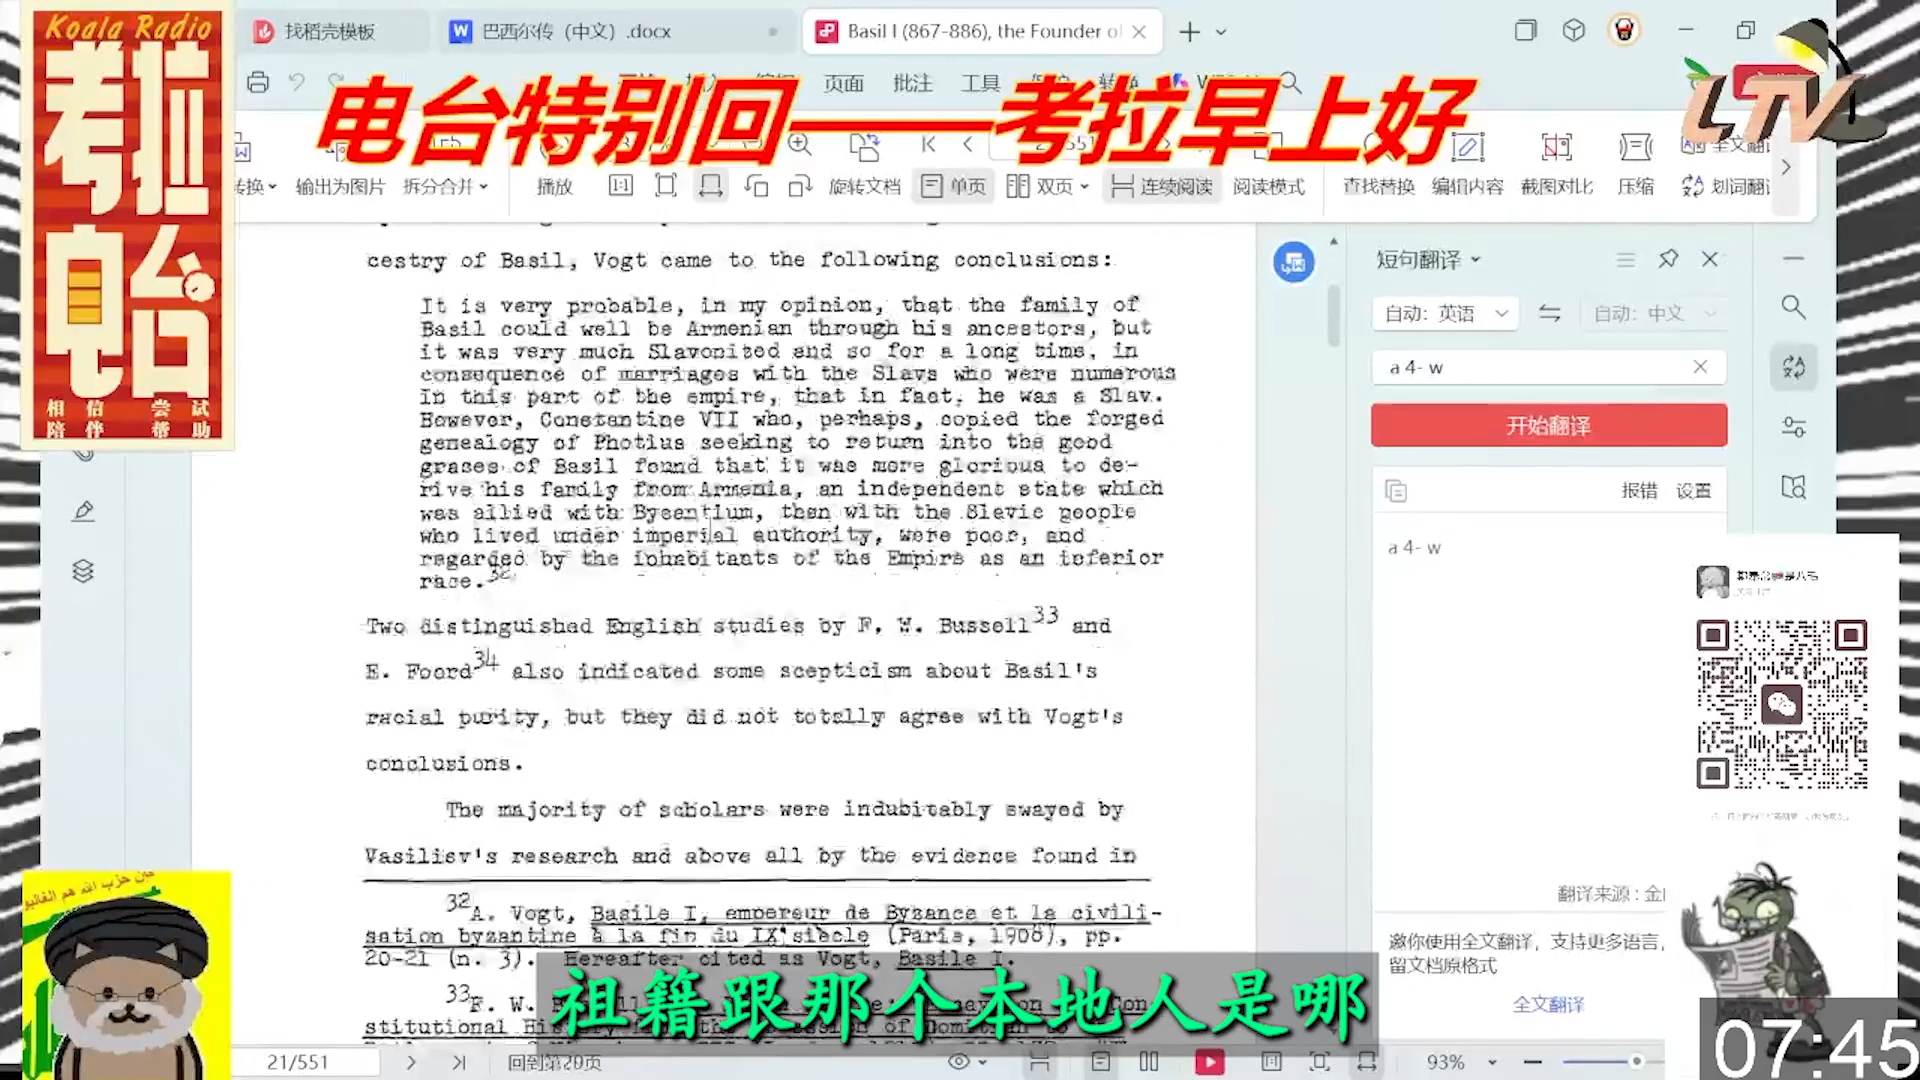 Koala Radio
考拉
电台
相信 尝试
陪伴 帮助
找稻壳模板
巴西尔传（中文）.docx
Basil I (867-886), the Founder of
页面 批注 工具
电台特别回——考拉早上好
LTV
转换
输出为图片
拆分合并
播放
旋转文档
单页
双页
连续阅读
阅读模式
查找替换
编辑内容
截图对比
压缩
全文翻
划词翻
cestry of Basil, Vogt came to the following conclusions:
It is very probable, in my opinion, that the family of
Basil could well be Armenian through his ancestors, but
it was very much Slavonized and so for a long time, in
consequence of marriages with the Slavs who were numerous
in this part of the empire, that in fact, he was a Slav.
However, Constantine VII who, perhaps, copied the forged
genealogy of Photius seeking to return into the good
graces of Basil found that it was more glorious to de-
rive his family from Armenia, an independent state which
was allied with Byzantium, then with the Slavic people
who lived under imperial authority, were poor, and
regarded by the inhabitants of the Empire as an inferior
race.32
Two distinguished English studies by F. W. Bussell33 and
E. Foord34 also indicated some scepticism about Basil's
racial purity, but they did not totally agree with Vogt's
conclusions.
The majority of scholars were indubitably swayed by
Vasiliev's research and above all by the evidence found in
32A. Vogt, Basile I, empereur de Byzance et la civili-
sation byzantine à la fin du IXe siècle (Paris, 1908), pp.
20-21 (n. 3). Hereafter cited as Vogt, Basile I.
祖籍跟那个本地人是哪
短句翻译
自动：英语
自动：中文
a 4- w
开始翻译
报错 设置
a 4- w
翻译来源：金
邀你使用全文翻译，支持更多语言，
留文档原格式
全文翻译
21/551
回到第20页
93%
07:45